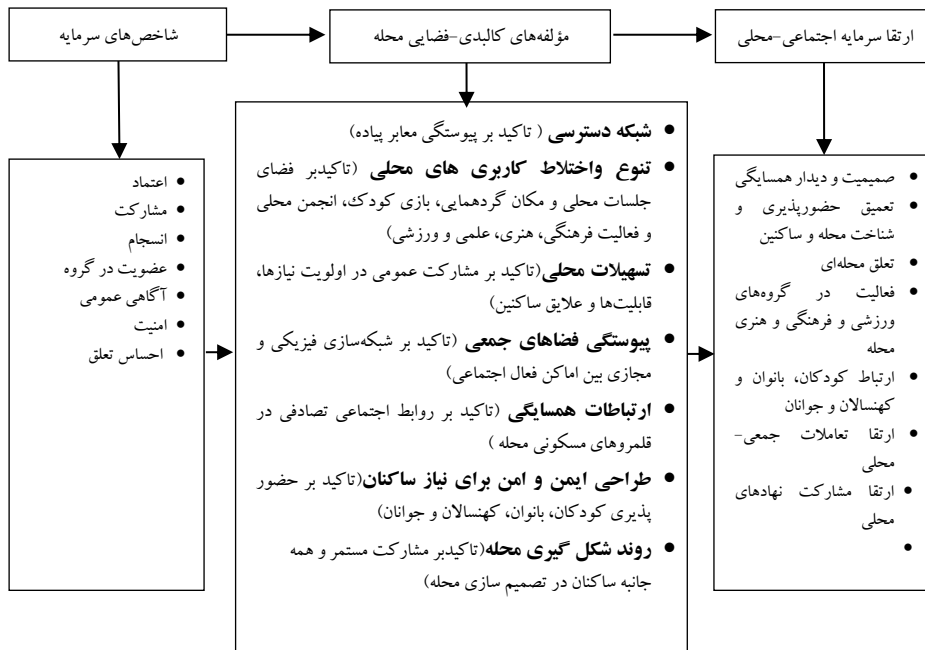 شاخص‌های سرمایه
مؤلفه‌های کالبدی-فضایی محله
ارتقا سرمایه اجتماعی-محلی
• اعتماد
• مشارکت
• انسجام
• عضویت در گروه
• آگاهی عمومی
• امنیت
• احساس تعلق
• شبکه دسترسی ( تاکید بر پیوستگی معابر پیاده)
• تنوع واختلاط کاربری های محلی (تاکیدبر فضای
جلسات محلی و مکان گردهمایی، بازی کودک، انجمن محلی
و فعالیت فرهنگی، هنری، علمی و ورزشی)
• تسهیلات محلی(تاکید بر مشارکت عمومی در اولویت نیازها،
قابلیت‌ها و علایق ساکنین)
• پیوستگی فضاهای جمعی (تاکید بر شبکه‌سازی فیزیکی و
مجازی بین اماکن فعال اجتماعی)
• ارتباطات همسایگی (تاکید بر روابط اجتماعی تصادفی در
قلمروهای مسکونی محله )
• طراحی ایمن و امن برای نیاز ساکنان(تاکید بر حضور
پذیری کودکان، بانوان، کهنسالان و جوانان)
• روند شکل گیری محله(تاکیدبر مشارکت مستمر و همه
جانبه ساکنان در تصمیم سازی محله)
• صمیمیت و دیدار همسایگی
• تعمیق حضورپذیری و
شناخت محله و ساکنین
• تعلق محله‌ای
• فعالیت در گروه‌های
ورزشی و فرهنگی و هنری
محله
• ارتباط کودکان، بانوان و
کهنسالان و جوانان
• ارتقا تعاملات جمعی-
محلی
• ارتقا مشارکت نهادهای
محلی
•